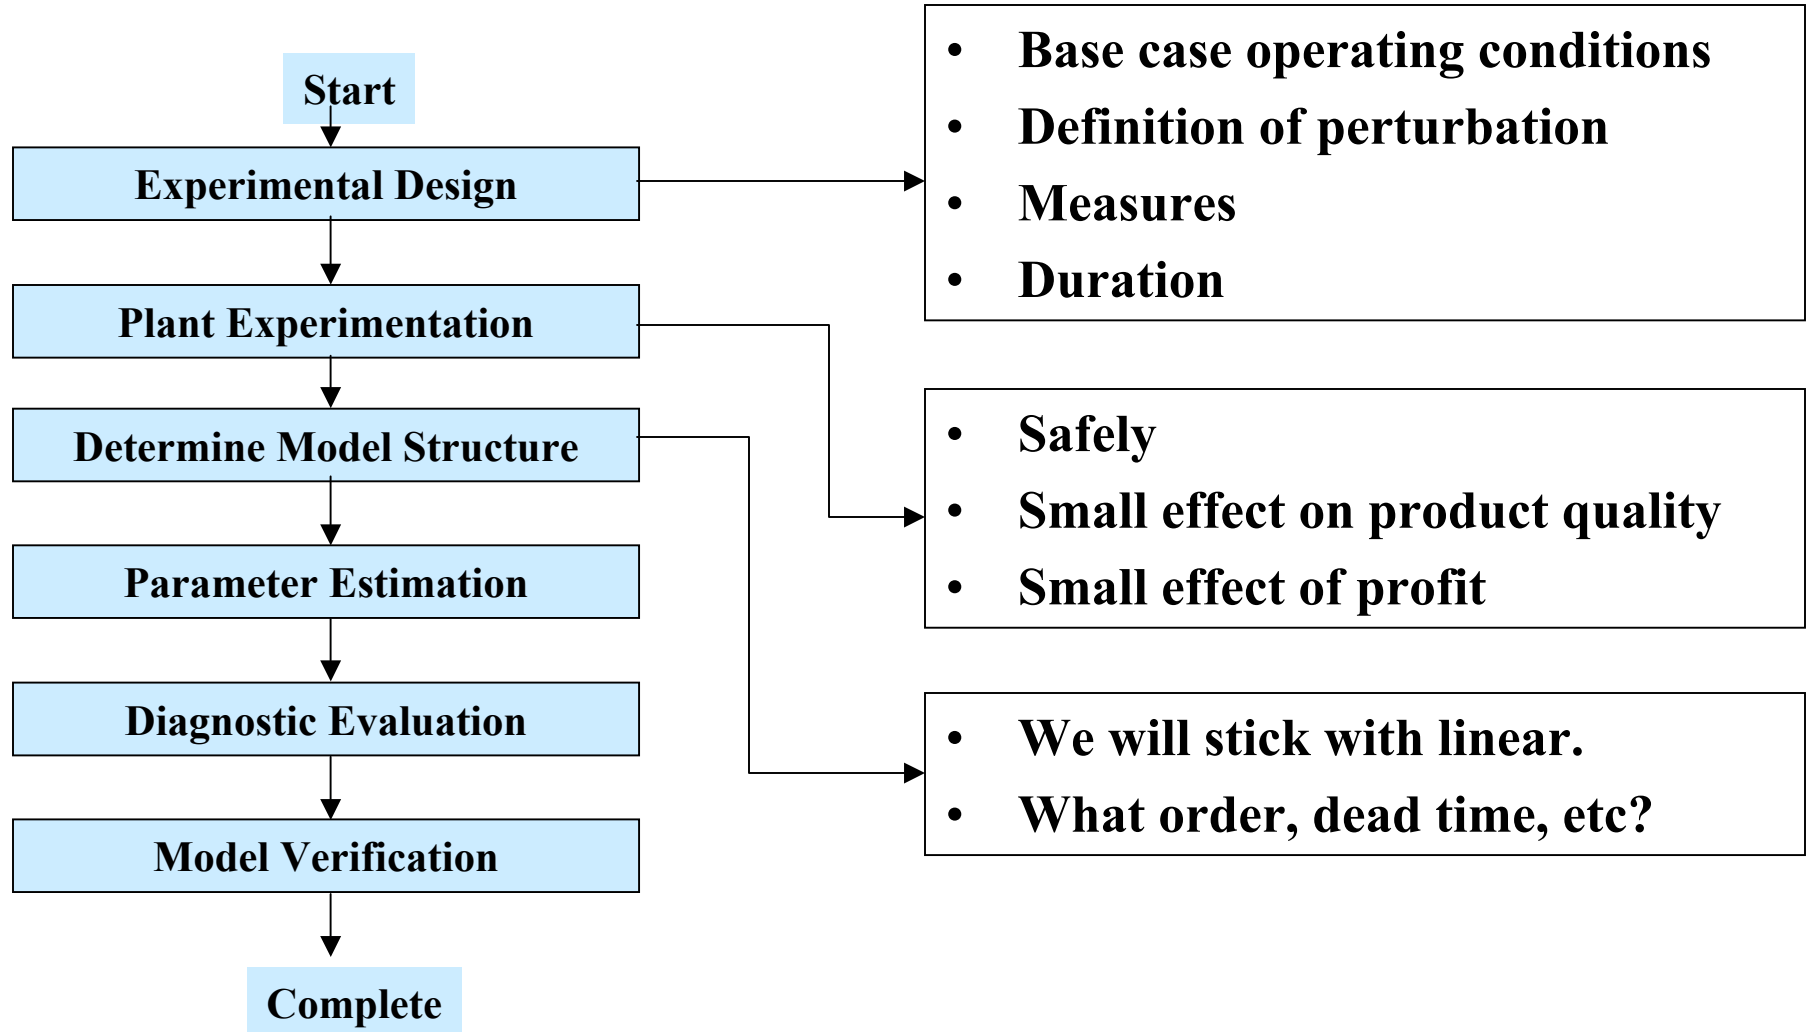 Start
Experimental Design
Plant Experimentation
Determine Model Structure
Parameter Estimation
Diagnostic Evaluation
Model Verification
Complete
• Base case operating conditions
• Definition of perturbation
• Measures
• Duration
• Safely
• Small effect on product quality
• Small effect of profit
• We will stick with linear.
• What order, dead time, etc?